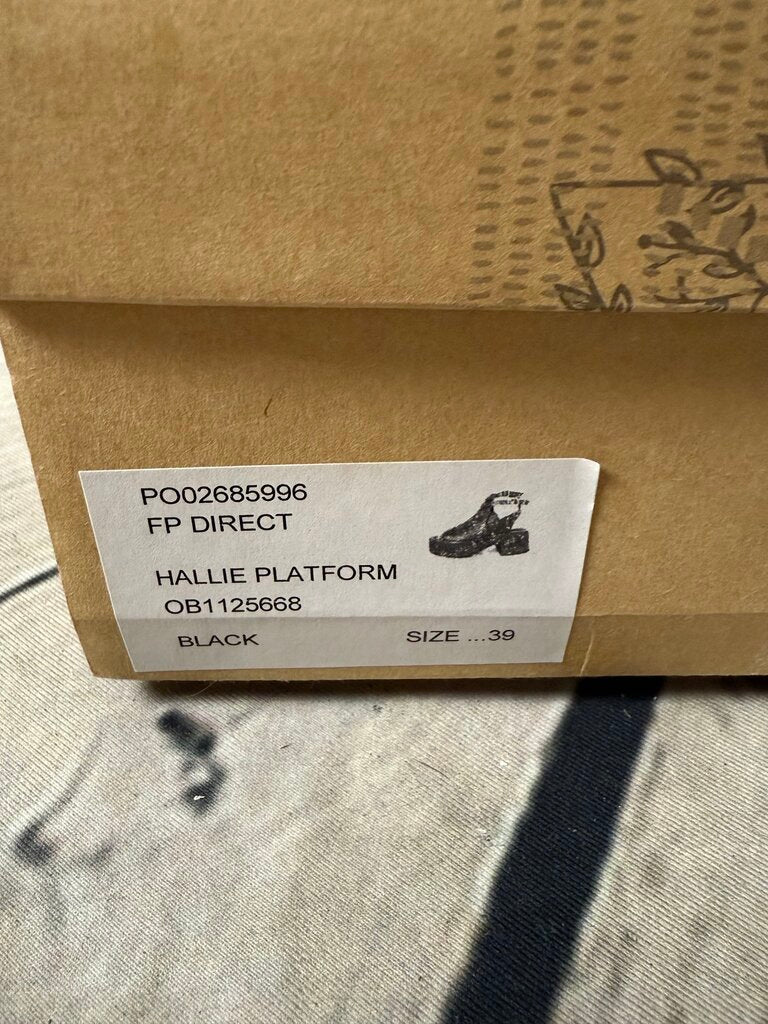 PO02685996
FP DIRECT
HALLIE PLATFORM
OB1125668
BLACK SIZE ...39